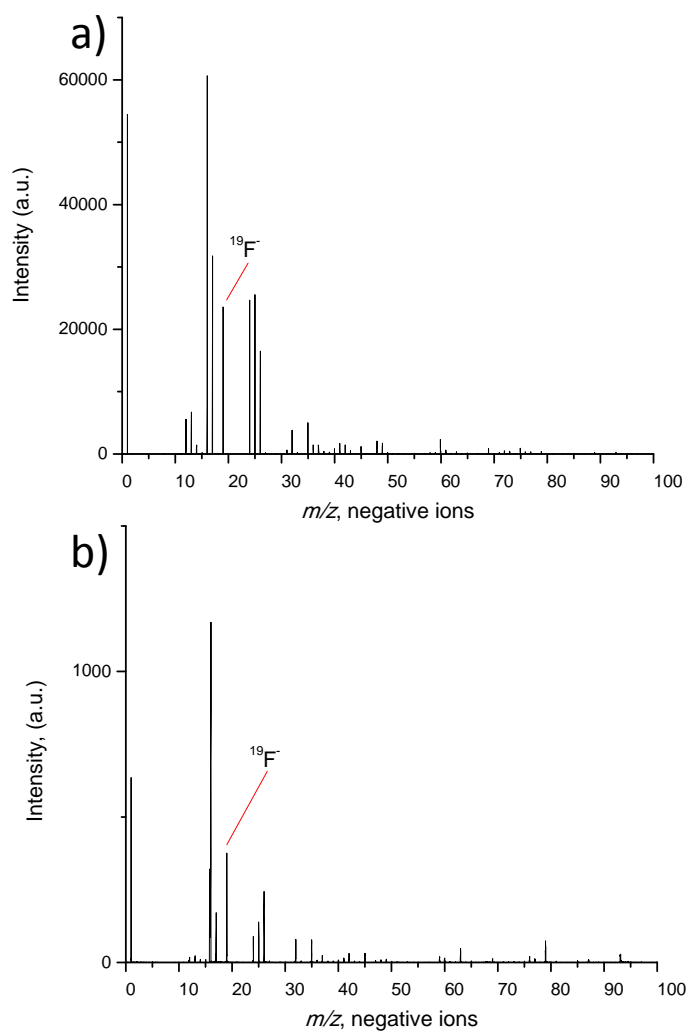 a)
60000
40000
20000
0
Intensity (a.u.)
¹⁹F⁻
0 10 20 30 40 50 60 70 80 90 100
m/z, negative ions
b)
1000
0
Intensity, (a.u.)
¹⁹F⁻
0 10 20 30 40 50 60 70 80 90 100
m/z, negative ions